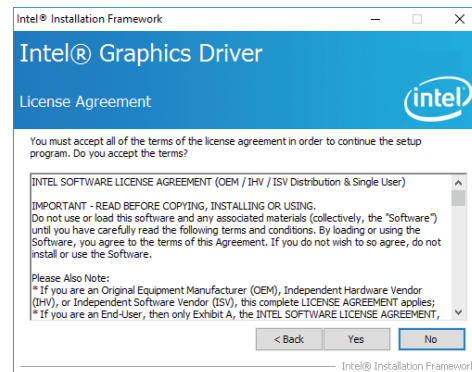 Intel® Installation Framework
Intel® Graphics Driver
License Agreement
intel
You must accept all of the terms of the license agreement in order to continue the setup
program. Do you accept the terms?
INTEL SOFTWARE LICENSE AGREEMENT (OEM / IHV / ISV Distribution & Single User)
IMPORTANT - READ BEFORE COPYING, INSTALLING OR USING.
Do not use or load this software and any associated materials (collectively, the "Software")
until you have carefully read the following terms and conditions. By loading or using the
Software, you agree to the terms of this Agreement. If you do not wish to so agree, do not
install or use the Software.
Please Also Note:
* If you are an Original Equipment Manufacturer (OEM), Independent Hardware Vendor
(IHV), or Independent Software Vendor (ISV), this complete LICENSE AGREEMENT applies;
* If you are an End-User, then only Exhibit A, the INTEL SOFTWARE LICENSE AGREEMENT,
< Back
Yes
No
Intel® Installation Framework